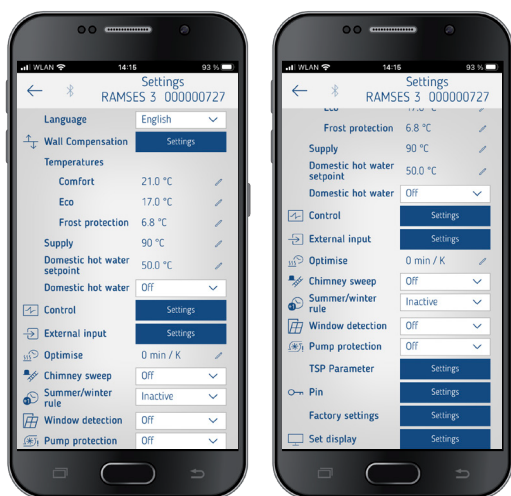 WLAN 14:15 93 %
Settings
RAMSES 3 000000727
Language English
Wall Compensation Settings
Temperatures
Comfort 21.0 °C
Eco 17.0 °C
Frost protection 6.8 °C
Supply 90 °C
Domestic hot water
setpoint 50.0 °C
Domestic hot water Off
Control Settings
External input Settings
Optimise 0 min / K
Chimney sweep Off
Summer/winter
rule Inactive
Window detection Off
Pump protection Off
WLAN 14:15 93 %
Settings
RAMSES 3 000000727
Eco 17.0 °C
Frost protection 6.8 °C
Supply 90 °C
Domestic hot water
setpoint 50.0 °C
Domestic hot water Off
Control Settings
External input Settings
Optimise 0 min / K
Chimney sweep Off
Summer/winter
rule Inactive
Window detection Off
Pump protection Off
TSP Parameter Settings
Pin Settings
Factory settings Settings
Set display Settings